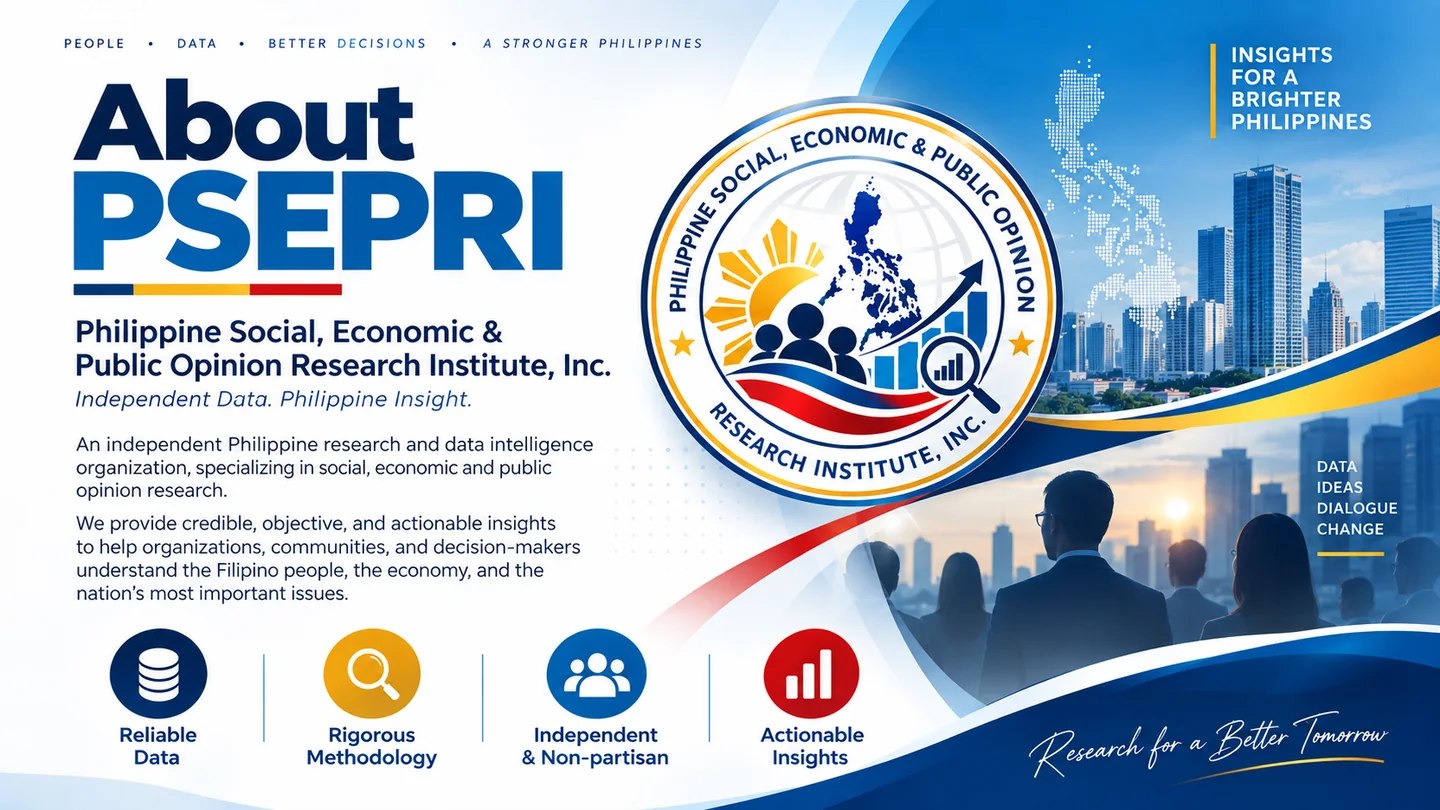 PEOPLE • DATA • BETTER DECISIONS • A STRONGER PHILIPPINES
About
PSEPRI
Philippine Social, Economic &
Public Opinion Research Institute, Inc.
Independent Data. Philippine Insight.
An independent Philippine research and data intelligence
organization, specializing in social, economic and public
opinion research.
We provide credible, objective, and actionable insights
to help organizations, communities, and decision-makers
understand the Filipino people, the economy, and the
nation's most important issues.
Reliable
Data
Rigorous
Methodology
Independent
& Non-partisan
Actionable
Insights
PHILIPPINE SOCIAL, ECONOMIC & PUBLIC OPINION
RESEARCH INSTITUTE, INC.
INSIGHTS
FOR A
BRIGHTER
PHILIPPINES
DATA
IDEAS
DIALOGUE
CHANGE
Research for a Better Tomorrow